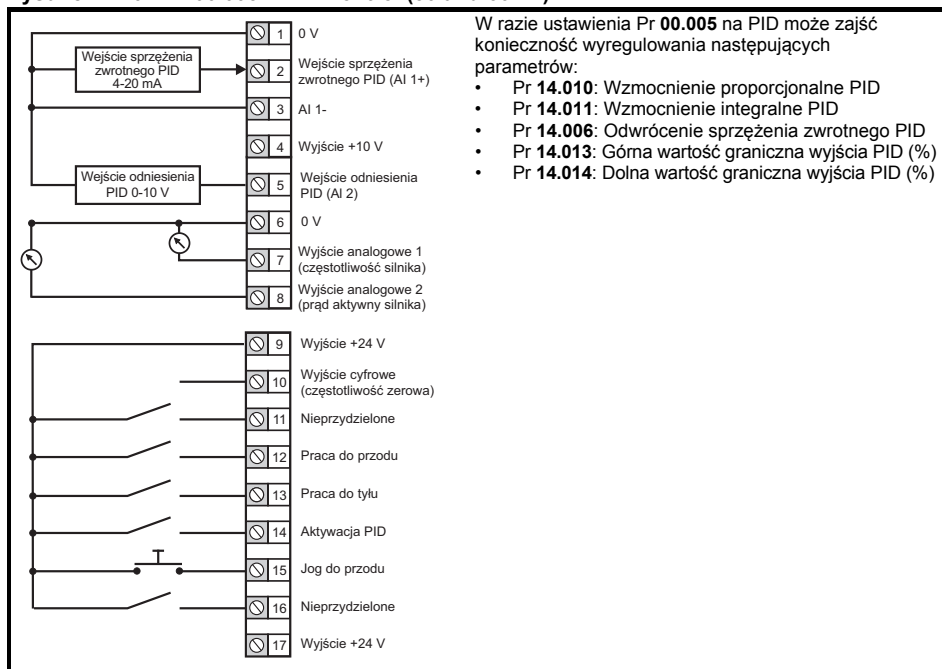 1 0 V
Wejście sprzężenia
zwrotnego PID
4-20 mA
2 Wejście sprzężenia
zwrotnego PID (AI 1+)
3 AI 1-
4 Wyjście +10 V
Wejście odniesienia
PID 0-10 V
5 Wejście odniesienia
PID (AI 2)
6 0 V
7 Wyjście analogowe 1
(częstotliwość silnika)
8 Wyjście analogowe 2
(prąd aktywny silnika)
9 Wyjście +24 V
10 Wyjście cyfrowe
(częstotliwość zerowa)
11 Nieprzydzielone
12 Praca do przodu
13 Praca do tyłu
14 Aktywacja PID
15 Jog do przodu
16 Nieprzydzielone
17 Wyjście +24 V
W razie ustawienia Pr 00.005 na PID może zajść
konieczność wyregulowania następujących
parametrów:
• Pr 14.010: Wzmocnienie proporcjonalne PID
• Pr 14.011: Wzmocnienie integralne PID
• Pr 14.006: Odwrócenie sprzężenia zwrotnego PID
• Pr 14.013: Górna wartość graniczna wyjścia PID (%)
• Pr 14.014: Dolna wartość graniczna wyjścia PID (%)